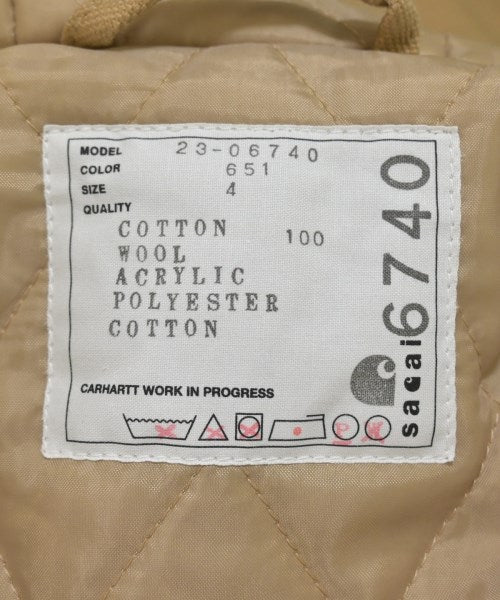 MODEL 23-06740
COLOR 651
SIZE 4
QUALITY
COTTON 100
WOOL
ACRYLIC
POLYESTER
COTTON
CARHARTT WORK IN PROGRESS
P
6740
sacai